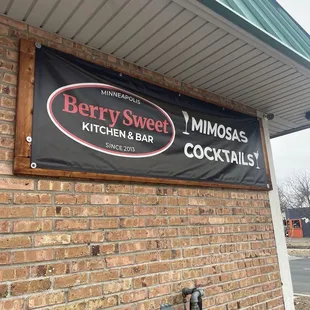 MINNEAPOLIS
Berry Sweet
KITCHEN & BAR
SINCE.2013
MIMOSAS
COCKTAILS